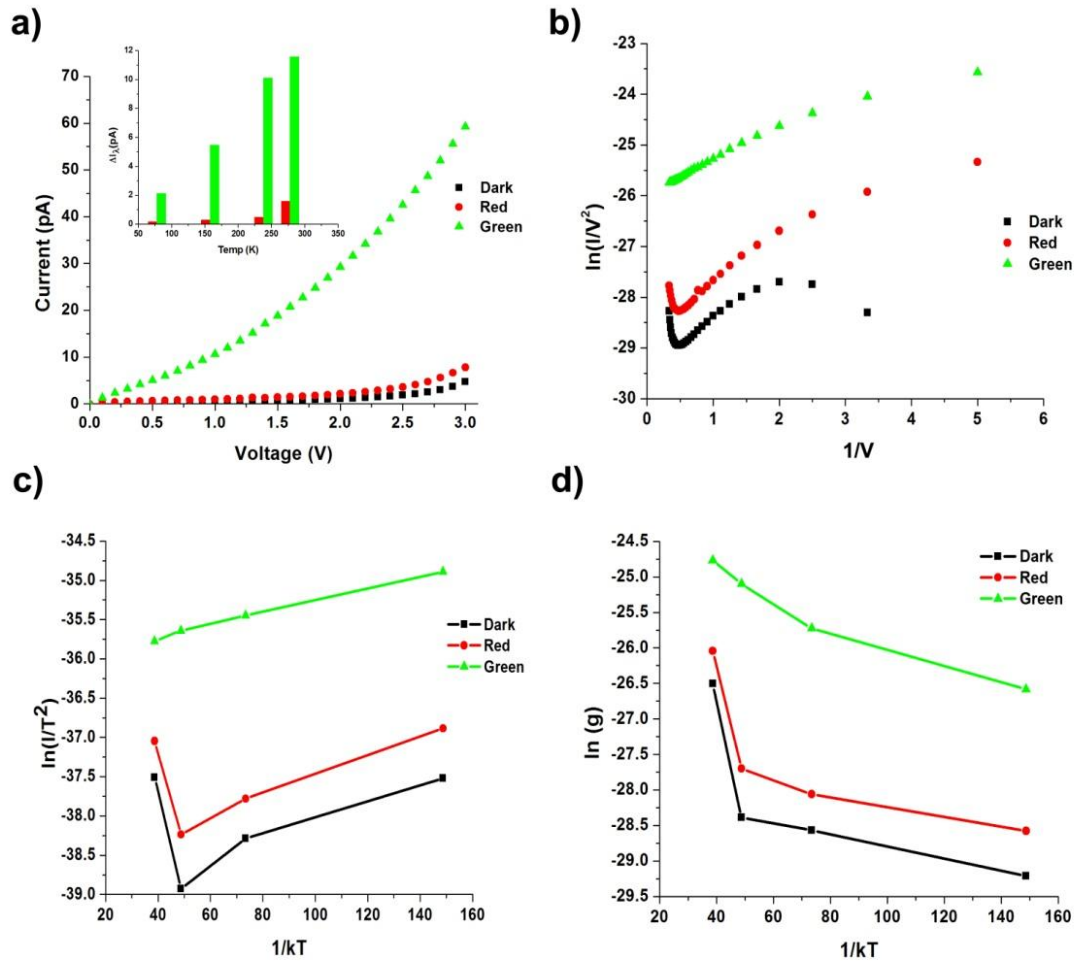 a)
70
60
50
40
30
20
10
0
Current (pA)
0.0 0.5 1.0 1.5 2.0 2.5 3.0
Voltage (V)
Dark
Red
Green
12
10
8
6
4
2
0
ΔIλ(pA)
50 100 150 200 250 300 350
Temp (K)
b)
-23
-24
-25
-26
-27
-28
-29
-30
ln(I/V2)
0 1 2 3 4 5 6
1/V
Dark
Red
Green
c)
-34.5
-35.0
-35.5
-36.0
-36.5
-37.0
-37.5
-38.0
-38.5
-39.0
ln(I/T2)
20 40 60 80 100 120 140 160
1/kT
Dark
Red
Green
d)
-24.5
-25.0
-25.5
-26.0
-26.5
-27.0
-27.5
-28.0
-28.5
-29.0
-29.5
ln (g)
20 40 60 80 100 120 140 160
1/kT
Dark
Red
Green